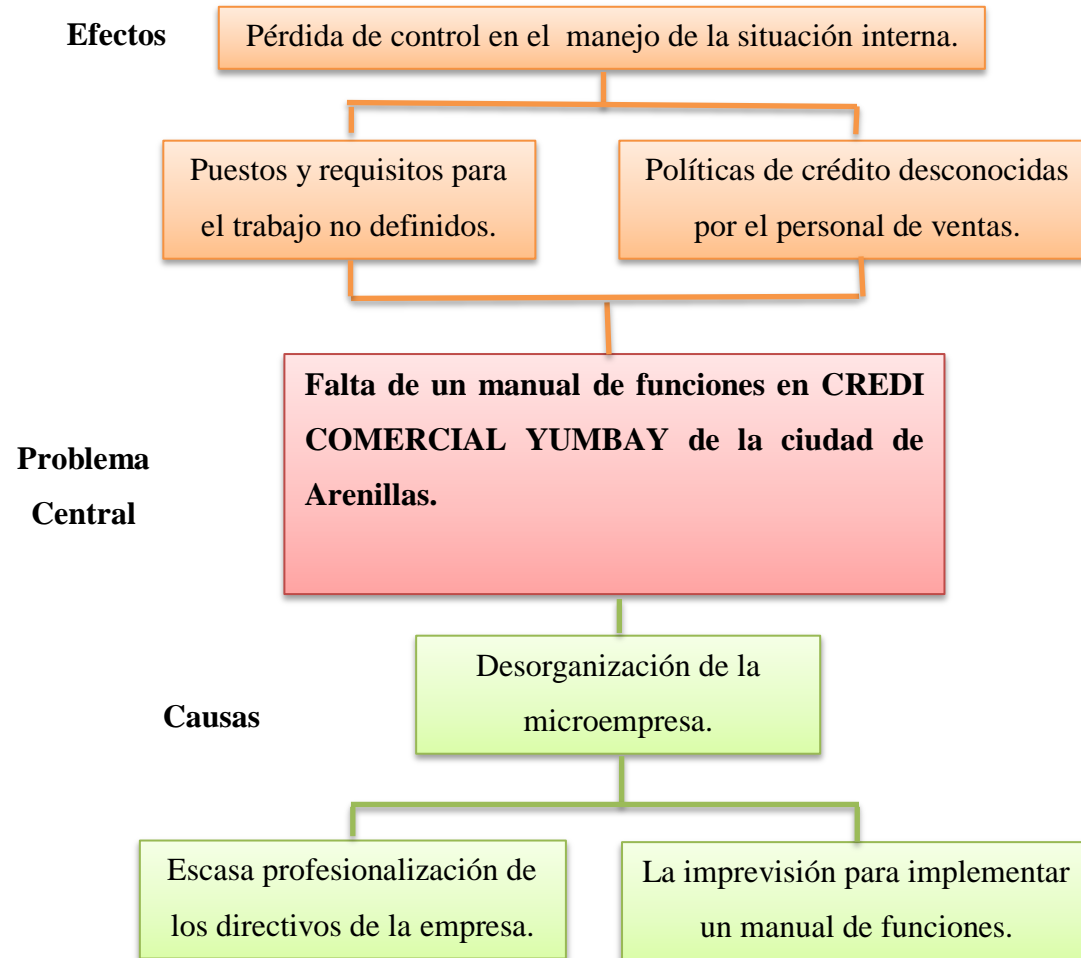 Efectos
Pérdida de control en el manejo de la situación interna.
Puestos y requisitos para
el trabajo no definidos.
Políticas de crédito desconocidas
por el personal de ventas.
Problema
Central
Falta de un manual de funciones en CREDI
COMERCIAL YUMBAY de la ciudad de
Arenillas.
Causas
Desorganización de la
microempresa.
Escasa profesionalización de
los directivos de la empresa.
La imprevisión para implementar
un manual de funciones.